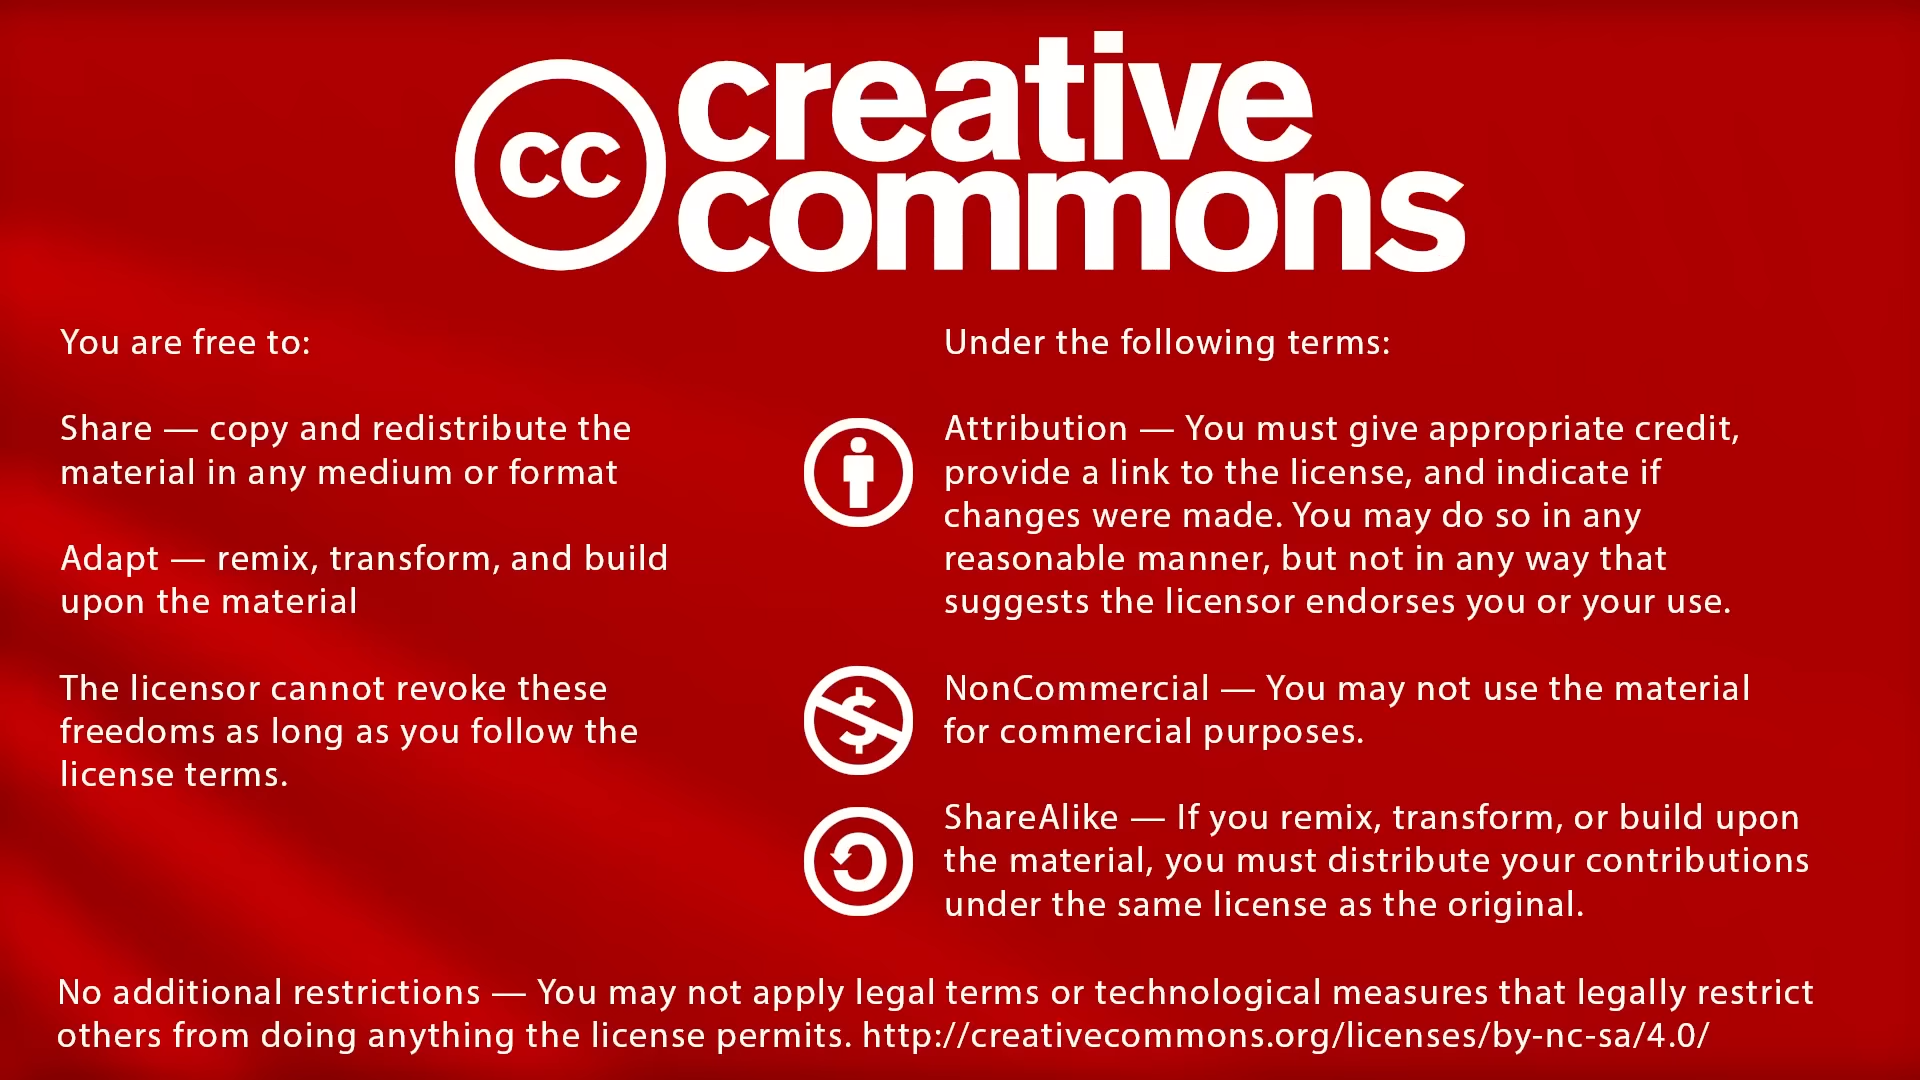 cc creative
commons
You are free to:
Share — copy and redistribute the
material in any medium or format
Adapt — remix, transform, and build
upon the material
The licensor cannot revoke these
freedoms as long as you follow the
license terms.
Under the following terms:
Attribution — You must give appropriate credit,
provide a link to the license, and indicate if
changes were made. You may do so in any
reasonable manner, but not in any way that
suggests the licensor endorses you or your use.
$
NonCommercial — You may not use the material
for commercial purposes.
ShareAlike — If you remix, transform, or build upon
the material, you must distribute your contributions
under the same license as the original.
No additional restrictions — You may not apply legal terms or technological measures that legally restrict
others from doing anything the license permits. http://creativecommons.org/licenses/by-nc-sa/4.0/